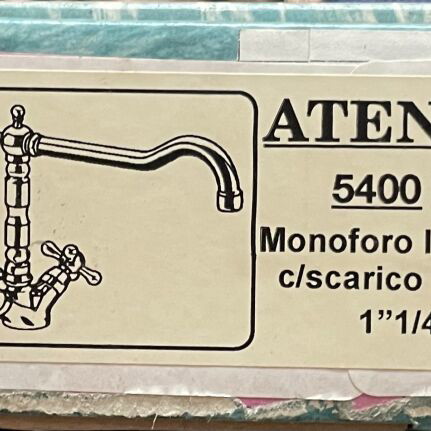 ATEN
5400
Monoforo
c/scarico
1”1/4